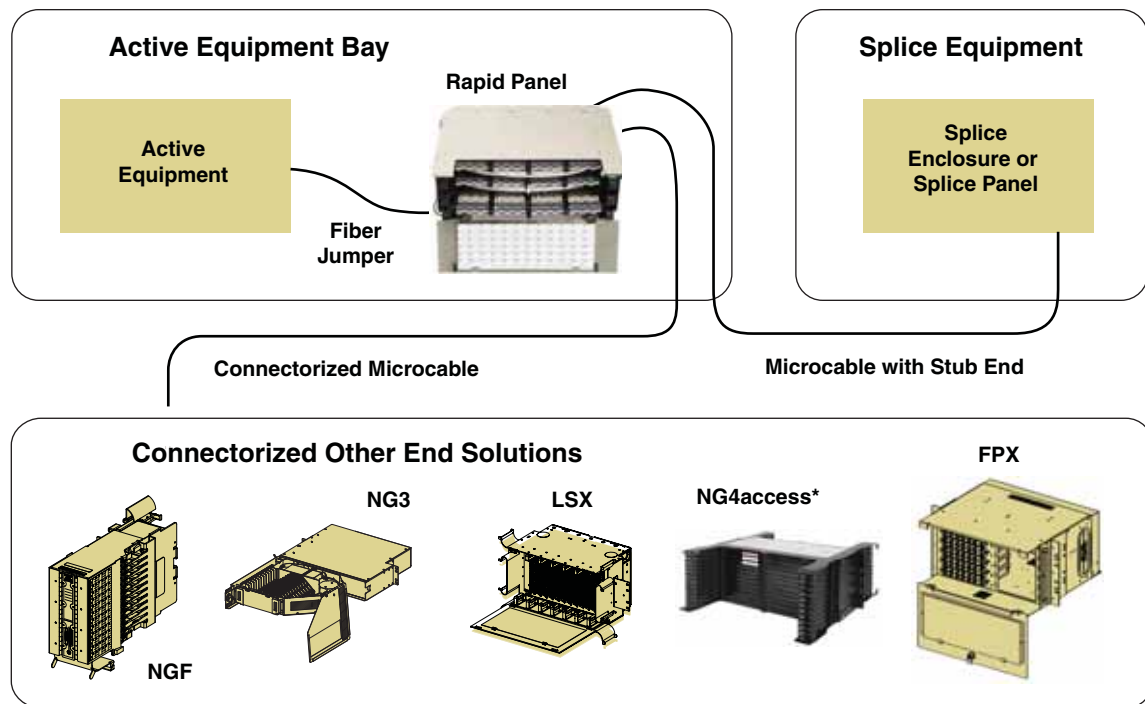 Active Equipment Bay
Splice Equipment
Rapid Panel
Active
Equipment
Splice
Enclosure or
Splice Panel
Fiber
Jumper
Connectorized Microcable
Microcable with Stub End
Connectorized Other End Solutions
FPX
NG3
LSX
NG4access*
NGF